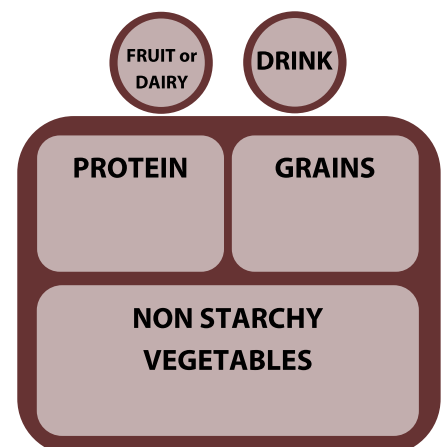 FRUIT or
DAIRY
DRINK
PROTEIN
GRAINS
NON STARCHY
VEGETABLES